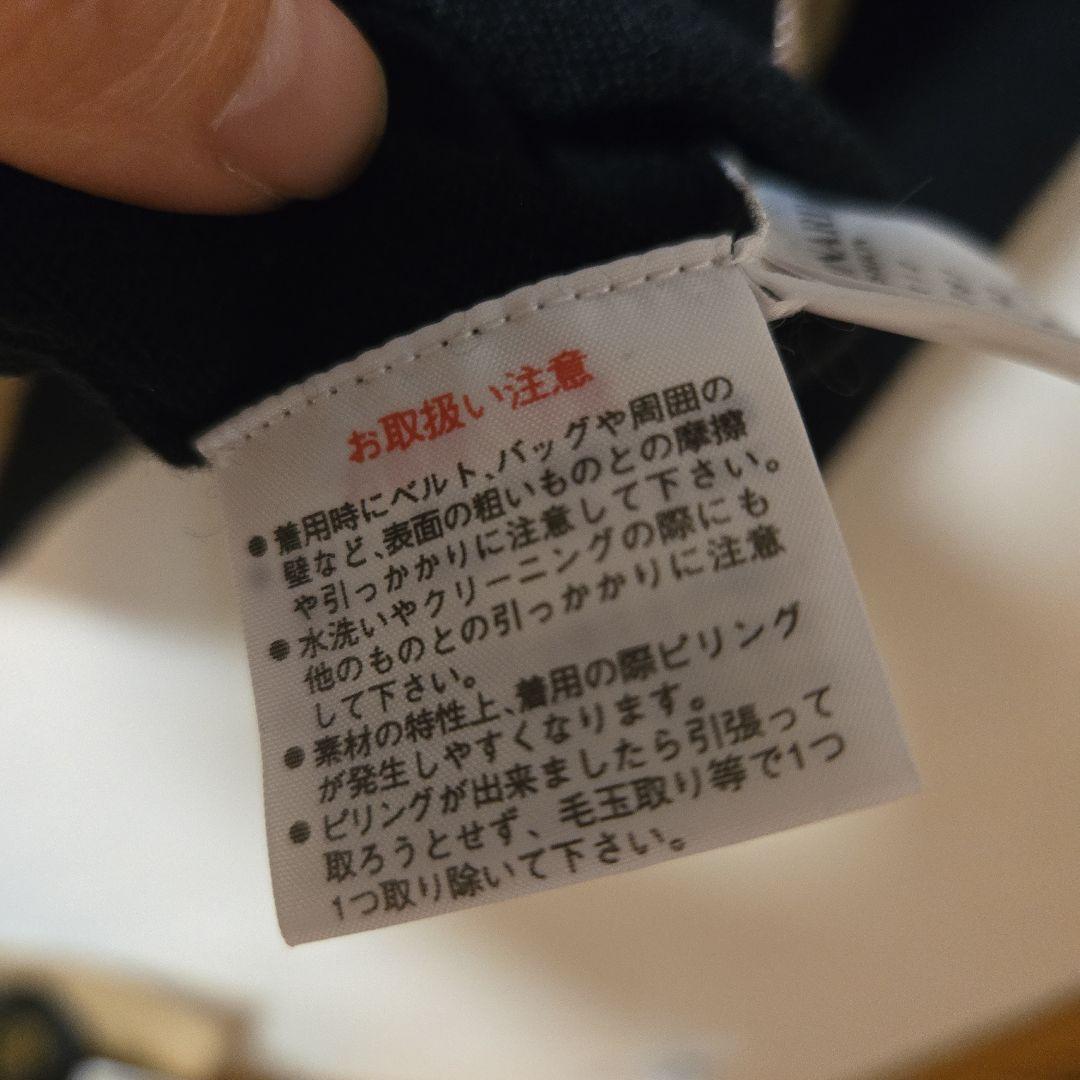 お取扱い注意
●着用時にベルト、バッグや周囲の
壁など、表面の粗いものとの摩擦
や引っかかりに注意して下さい。
●水洗いやクリーニングの際にも
他のものとの引っかかりに注意
して下さい。
●素材の特性上、着用の際ピリング
が発生しやすくなります。
●ピリングが出来ましたら引張って
取ろうとせず、毛玉取り等で1つ
1つ取り除いて下さい。